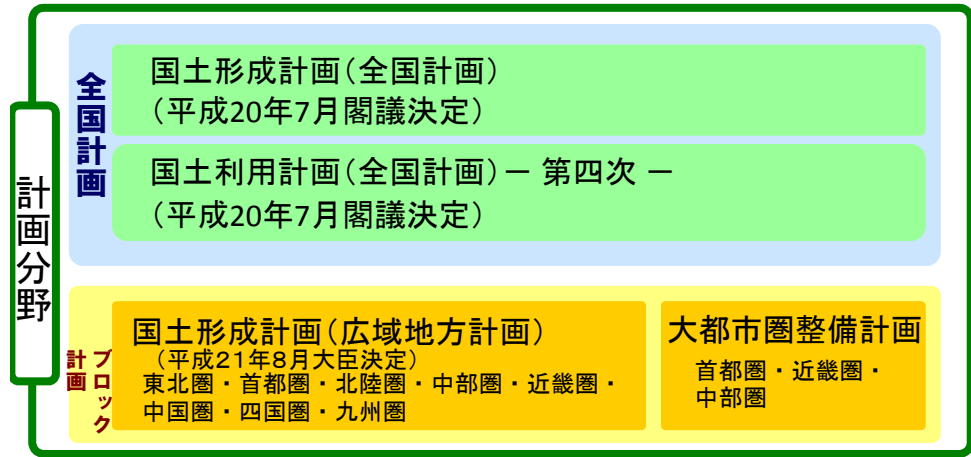 計画分野
全国計画
国土形成計画(全国計画)
(平成20年7月閣議決定)
国土利用計画(全国計画)― 第四次 ―
(平成20年7月閣議決定)
ブロック
計画
国土形成計画(広域地方計画)
(平成21年8月大臣決定)
東北圏・首都圏・北陸圏・中部圏・近畿圏・
中国圏・四国圏・九州圏
大都市圏整備計画
首都圏・近畿圏・
中部圏